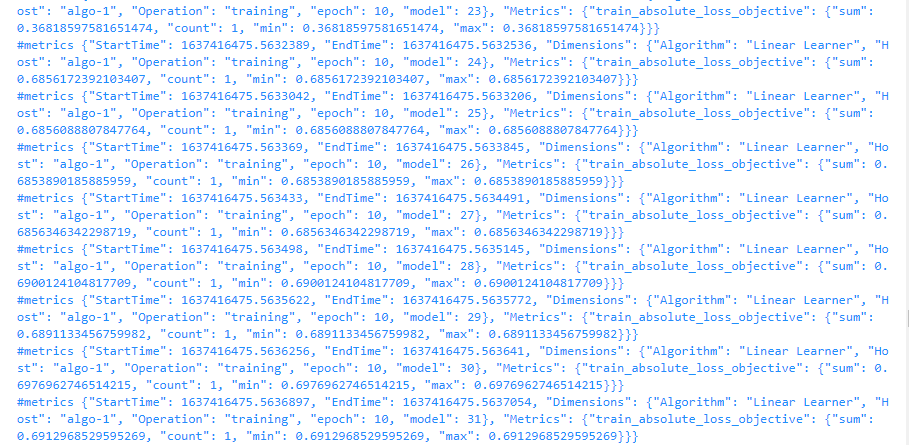 ost": "algo-1", "Operation": "training", "epoch": 10, "model": 23}, "Metrics": {"train_absolute_loss_objective": {"sum":
0.36818597581651474, "count": 1, "min": 0.36818597581651474, "max": 0.36818597581651474}}}
#metrics {"StartTime": 1637416475.5632389, "EndTime": 1637416475.5632536, "Dimensions": {"Algorithm": "Linear Learner", "H
ost": "algo-1", "Operation": "training", "epoch": 10, "model": 24}, "Metrics": {"train_absolute_loss_objective": {"sum":
0.6856172392103407, "count": 1, "min": 0.6856172392103407, "max": 0.6856172392103407}}}
#metrics {"StartTime": 1637416475.5633042, "EndTime": 1637416475.5633206, "Dimensions": {"Algorithm": "Linear Learner", "H
ost": "algo-1", "Operation": "training", "epoch": 10, "model": 25}, "Metrics": {"train_absolute_loss_objective": {"sum":
0.6856088807847764, "count": 1, "min": 0.6856088807847764, "max": 0.6856088807847764}}}
#metrics {"StartTime": 1637416475.563369, "EndTime": 1637416475.5633845, "Dimensions": {"Algorithm": "Linear Learner", "Ho
st": "algo-1", "Operation": "training", "epoch": 10, "model": 26}, "Metrics": {"train_absolute_loss_objective": {"sum": 0.
6853890185885959, "count": 1, "min": 0.6853890185885959, "max": 0.6853890185885959}}}
#metrics {"StartTime": 1637416475.563433, "EndTime": 1637416475.5634491, "Dimensions": {"Algorithm": "Linear Learner", "Ho
st": "algo-1", "Operation": "training", "epoch": 10, "model": 27}, "Metrics": {"train_absolute_loss_objective": {"sum": 0.
6856346342298719, "count": 1, "min": 0.6856346342298719, "max": 0.6856346342298719}}}
#metrics {"StartTime": 1637416475.563498, "EndTime": 1637416475.5635145, "Dimensions": {"Algorithm": "Linear Learner", "Ho
st": "algo-1", "Operation": "training", "epoch": 10, "model": 28}, "Metrics": {"train_absolute_loss_objective": {"sum": 0.
6900124104817709, "count": 1, "min": 0.6900124104817709, "max": 0.6900124104817709}}}
#metrics {"StartTime": 1637416475.5635622, "EndTime": 1637416475.5635772, "Dimensions": {"Algorithm": "Linear Learner", "H
ost": "algo-1", "Operation": "training", "epoch": 10, "model": 29}, "Metrics": {"train_absolute_loss_objective": {"sum":
0.6891133456759982, "count": 1, "min": 0.6891133456759982, "max": 0.6891133456759982}}}
#metrics {"StartTime": 1637416475.5636256, "EndTime": 1637416475.563641, "Dimensions": {"Algorithm": "Linear Learner", "Ho
st": "algo-1", "Operation": "training", "epoch": 10, "model": 30}, "Metrics": {"train_absolute_loss_objective": {"sum": 0.
6976962746514215, "count": 1, "min": 0.6976962746514215, "max": 0.6976962746514215}}}
#metrics {"StartTime": 1637416475.5636897, "EndTime": 1637416475.5637054, "Dimensions": {"Algorithm": "Linear Learner", "H
ost": "algo-1", "Operation": "training", "epoch": 10, "model": 31}, "Metrics": {"train_absolute_loss_objective": {"sum":
0.6912968529595269, "count": 1, "min": 0.6912968529595269, "max": 0.6912968529595269}}}